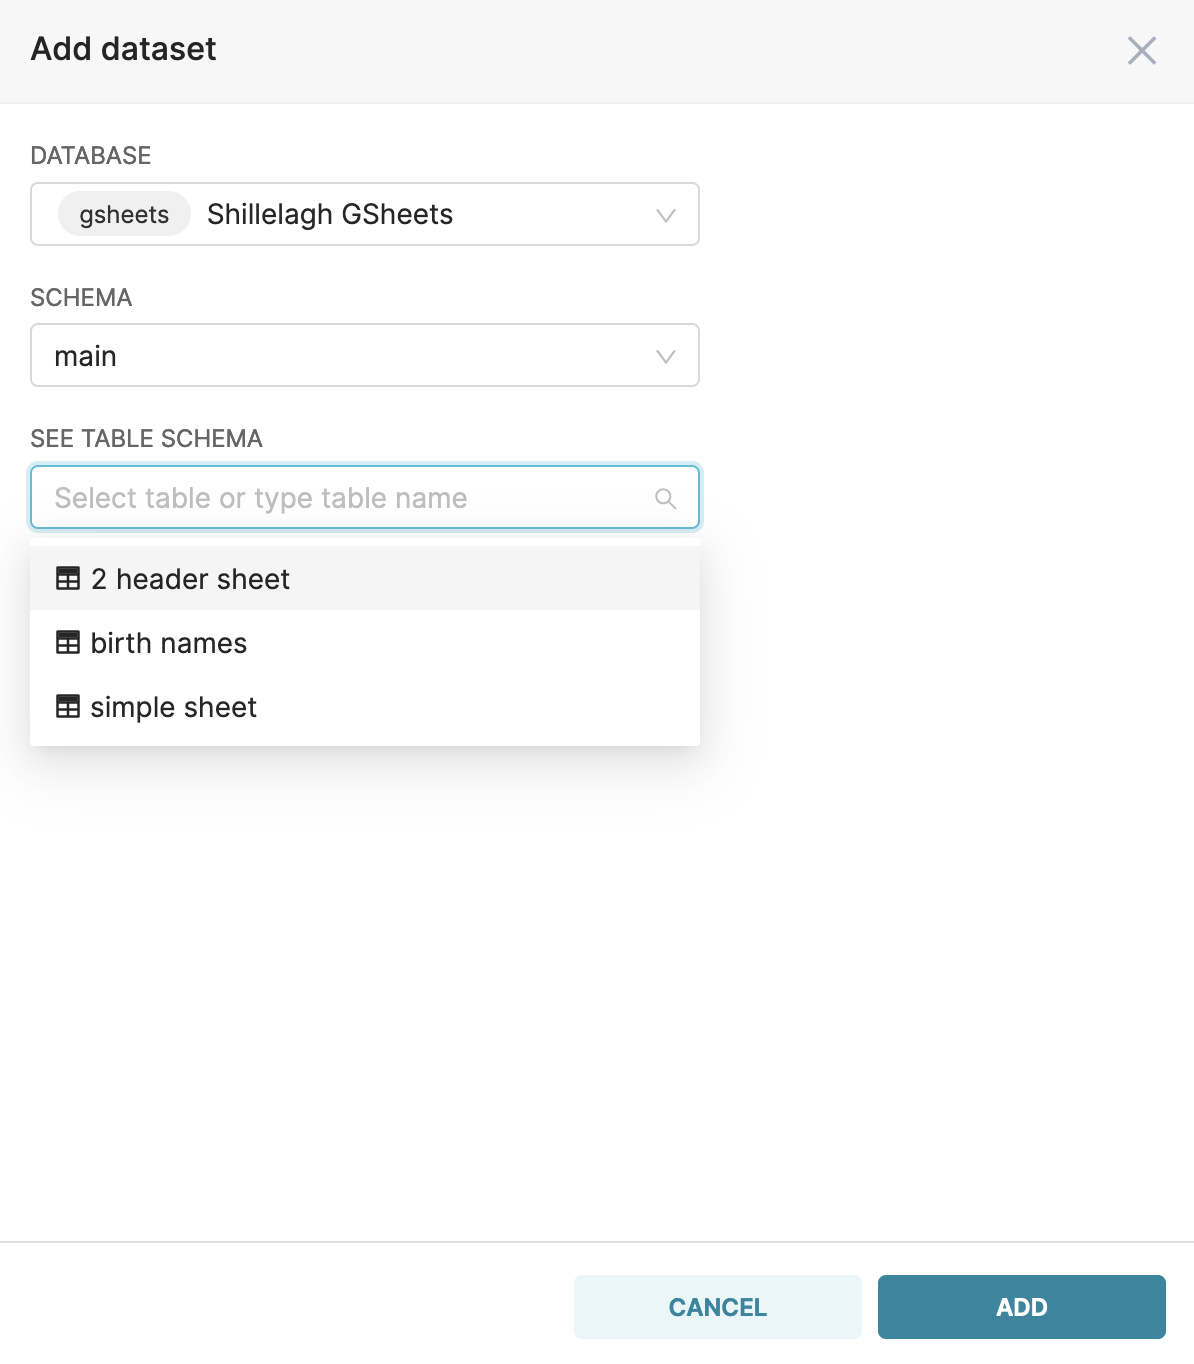 Add dataset
DATABASE
gsheets Shillelagh GSheets
SCHEMA
main
SEE TABLE SCHEMA
Select table or type table name
2 header sheet
birth names
simple sheet
CANCEL ADD